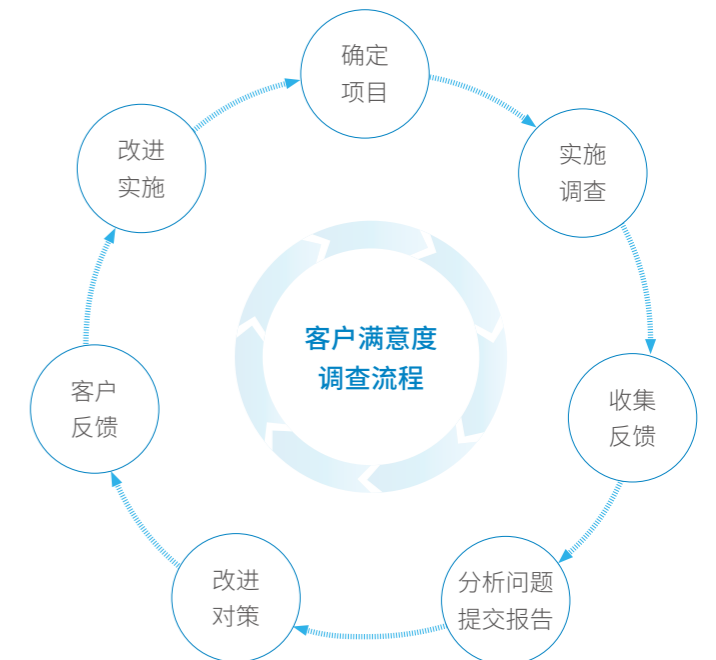 确定
项目
实施
调查
收集
反馈
分析问题
提交报告
改进
对策
客户
反馈
改进
实施
客户满意度
调查流程